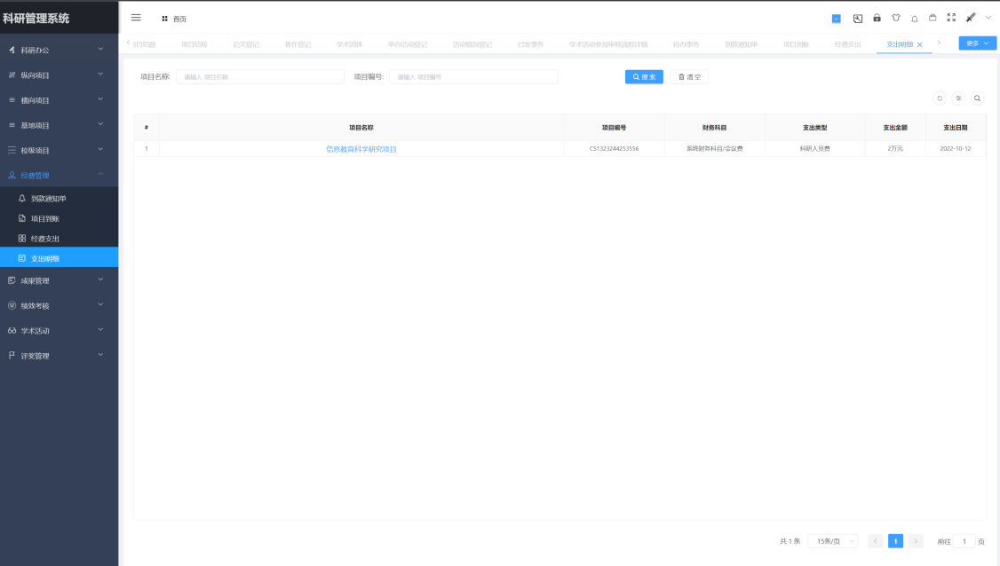 科研管理系统
首页
科研办公
纵向项目
横向项目
基地项目
校级项目
经费管理
到款通知单
项目到账
经费支出
支出明细
成果管理
绩效考核
学术活动
评奖管理
项目结题 项目结转 论文登记 著作登记 学术团体 举办活动登记 活动情况登记 已发事务 学术活动参加审核流程详情 待办事务 到款通知单 项目到账 经费支出 支出明细 更多
项目名称: 请输入 项目名称 项目编号: 请输入 项目编号 搜 索 清 空
# 项目名称 项目编号 财务科目 支出类型 支出金额 支出日期
1 信息教育科学研究项目 CS1323244253556 系统财务科目/会议费 科研人员费 2万元 2022-10-12
共 1 条 15条/页 1 前往 1 页